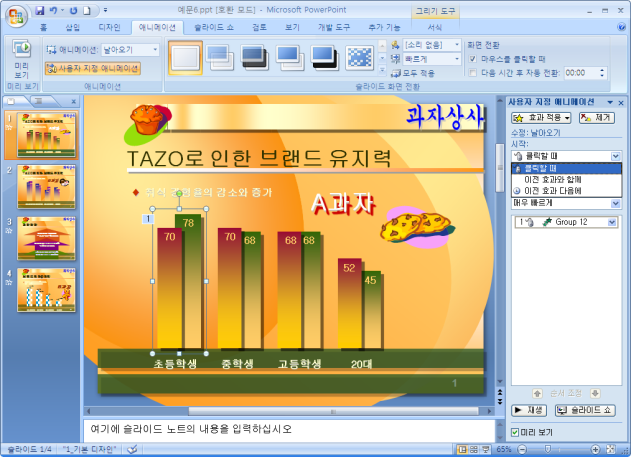 예문6.ppt [호환 모드] - Microsoft PowerPoint
그리기 도구
홈 삽입 디자인 애니메이션 슬라이드 쇼 검토 보기 개발 도구 추가 기능 서식
미리 보기
애니메이션: 날아오기
사용자 지정 애니메이션
[소리 없음]
빠르게
모두 적용
화면 전환
마우스를 클릭할 때
다음 시간 후 자동 전환: 00:00
미리 보기 애니메이션 슬라이드 화면 전환
1
2
3
4
과자상사
TAZO로 인한 브랜드 유지력
A과자
1
70 78 70 68 68 68 52 45
초등학생 중학생 고등학생 20대
1
여기에 슬라이드 노트의 내용을 입력하십시오
사용자 지정 애니메이션
효과 적용 제거
수정: 날아오기
시작:
클릭할 때
클릭할 때
이전 효과와 함께
이전 효과 다음에
매우 빠르게
1 Group 12
순서 조정
재생 슬라이드 쇼
미리 보기
슬라이드 1/4 "1_기본 디자인" 65%